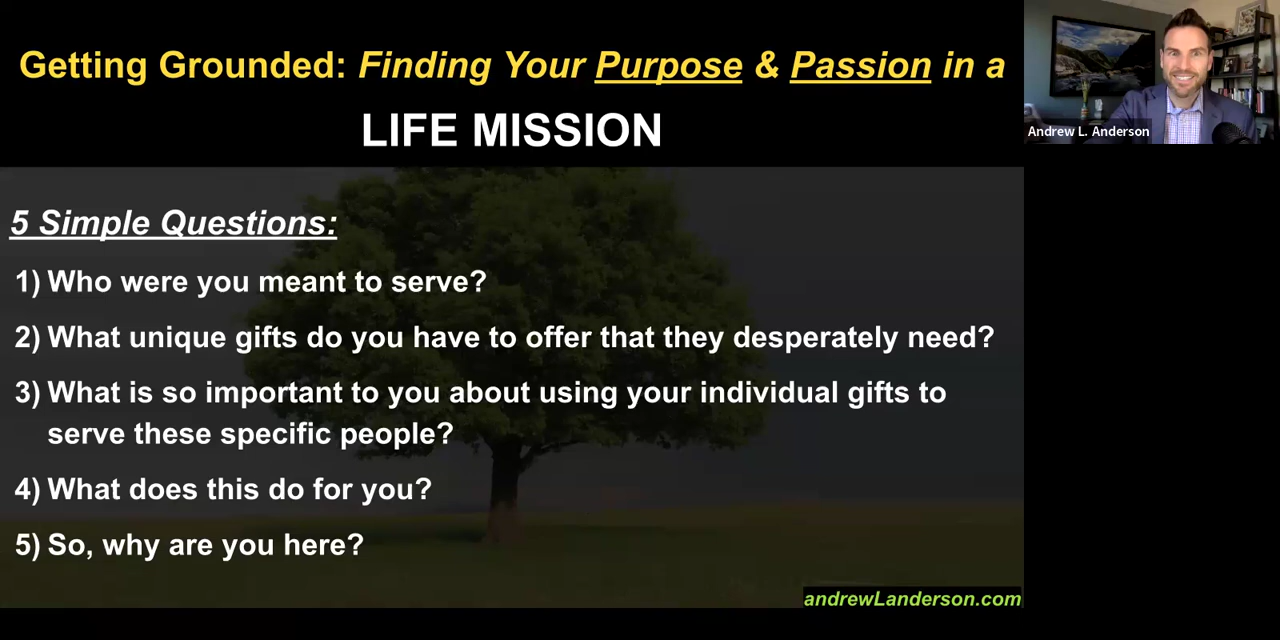 Getting Grounded: Finding Your Purpose & Passion in a
LIFE MISSION
Andrew L. Anderson
5 Simple Questions:
1) Who were you meant to serve?
2) What unique gifts do you have to offer that they desperately need?
3) What is so important to you about using your individual gifts to
serve these specific people?
4) What does this do for you?
5) So, why are you here?
andrewLanderson.com